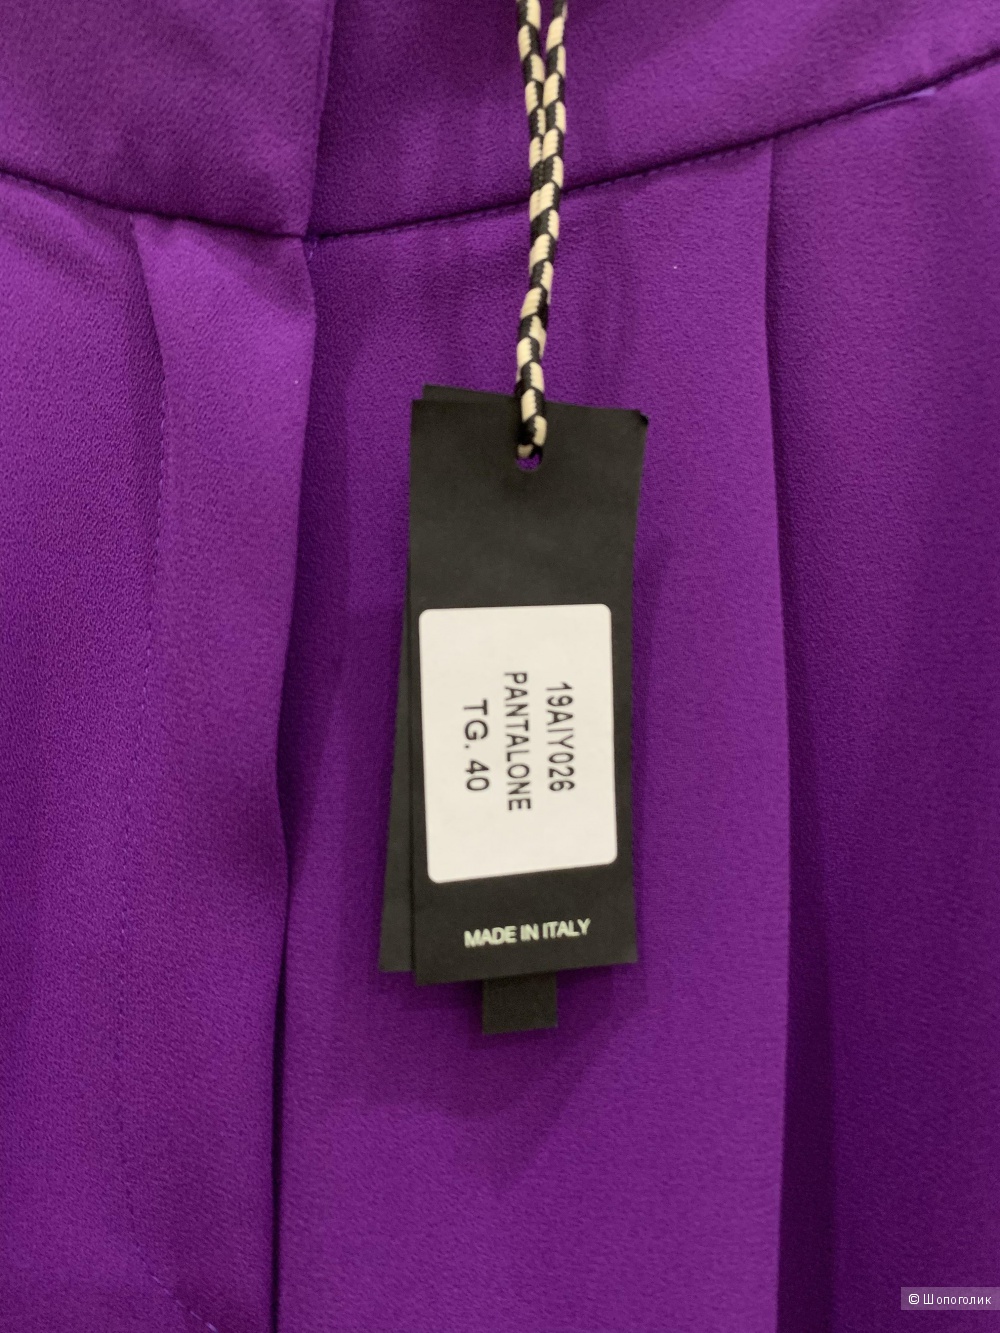 19AIY026
PANTALONE
TG. 40
MADE IN ITALY
© Шопоголик